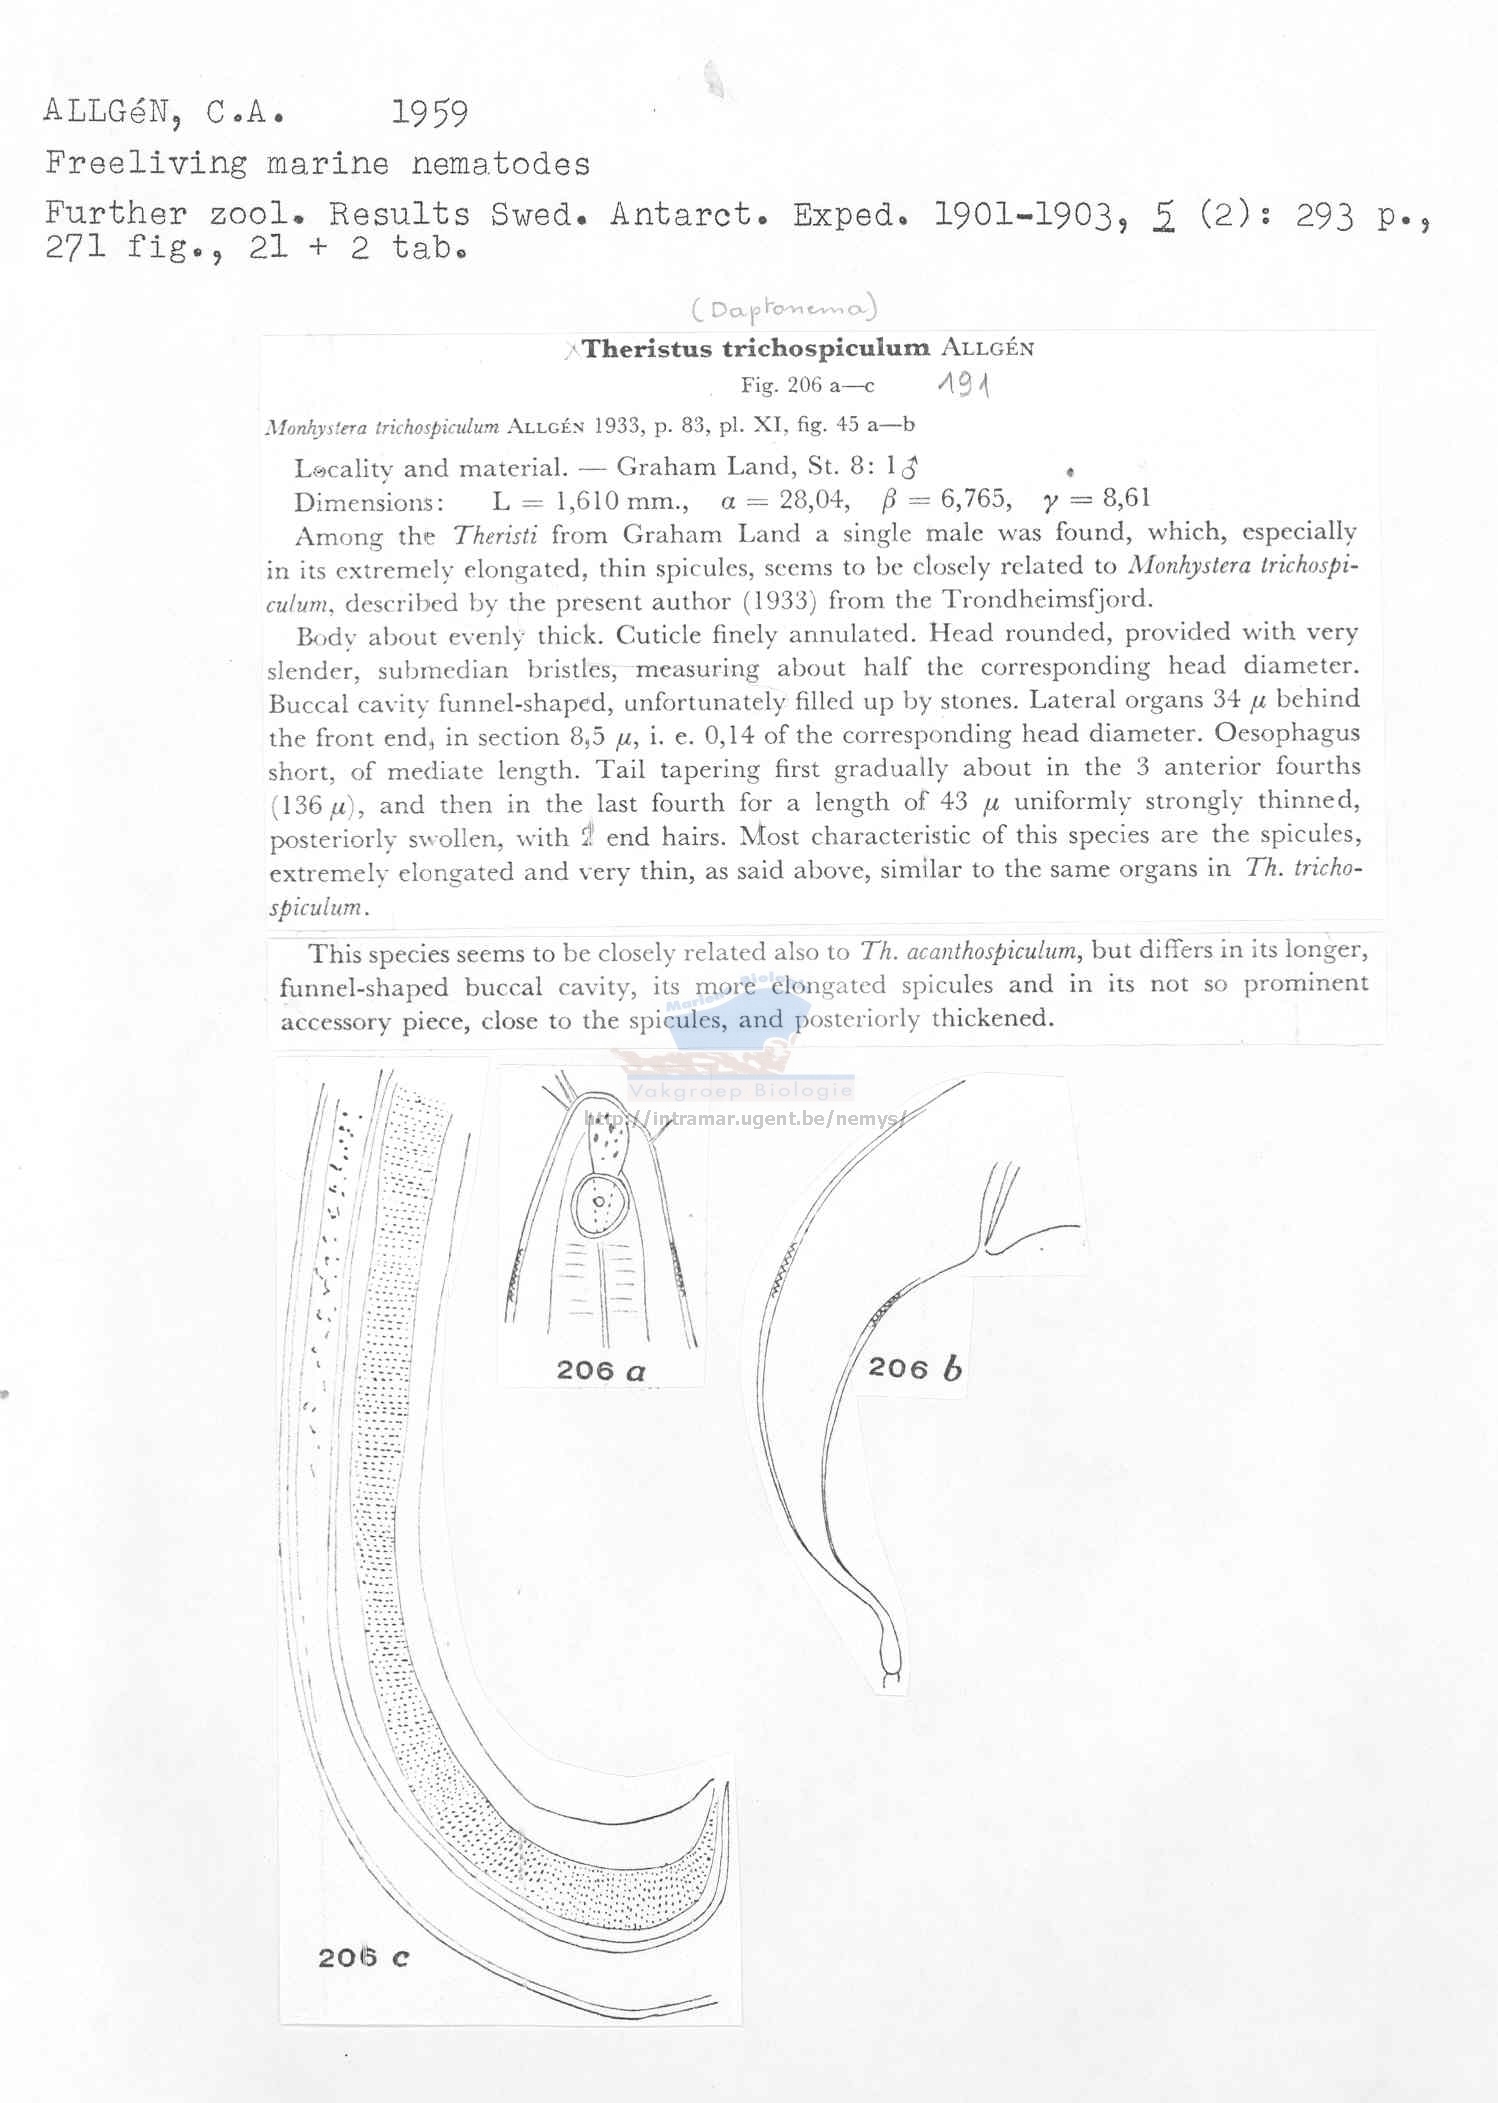 ALLGéN, C.A. 1959
Freeliving marine nematodes
Further zool. Results Swed. Antarct. Exped. 1901-1903, 5 (2): 293 p.,
271 fig., 21 + 2 tab.
(Daptonema)
Theristus trichospiculum ALLGÉN
Fig. 206 a—c 191
Monhystera trichospiculum ALLGÉN 1933, p. 83, pl. XI, fig. 45 a—b
Locality and material. — Graham Land, St. 8: 1♂
Dimensions: L = 1,610 mm., α = 28,04, β = 6,765, γ = 8,61
Among the Theristi from Graham Land a single male was found, which, especially
in its extremely elongated, thin spicules, seems to be closely related to Monhystera trichospi-
culum, described by the present author (1933) from the Trondheimsfjord.
Body about evenly thick. Cuticle finely annulated. Head rounded, provided with very
slender, submedian bristles, measuring about half the corresponding head diameter.
Buccal cavity funnel-shaped, unfortunately filled up by stones. Lateral organs 34 μ behind
the front end, in section 8,5 μ, i. e. 0,14 of the corresponding head diameter. Oesophagus
short, of mediate length. Tail tapering first gradually about in the 3 anterior fourths
(136 μ), and then in the last fourth for a length of 43 μ uniformly strongly thinned,
posteriorly swollen, with 2 end hairs. Most characteristic of this species are the spicules,
extremely elongated and very thin, as said above, similar to the same organs in Th. tricho-
spiculum.
This species seems to be closely related also to Th. acanthospiculum, but differs in its longer,
funnel-shaped buccal cavity, its more elongated spicules and in its not so prominent
accessory piece, close to the spicules, and posteriorly thickened.
Mariene Biologie
Vakgroep Biologie
http://intramar.ugent.be/nemys/
206 a
206 b
206 c